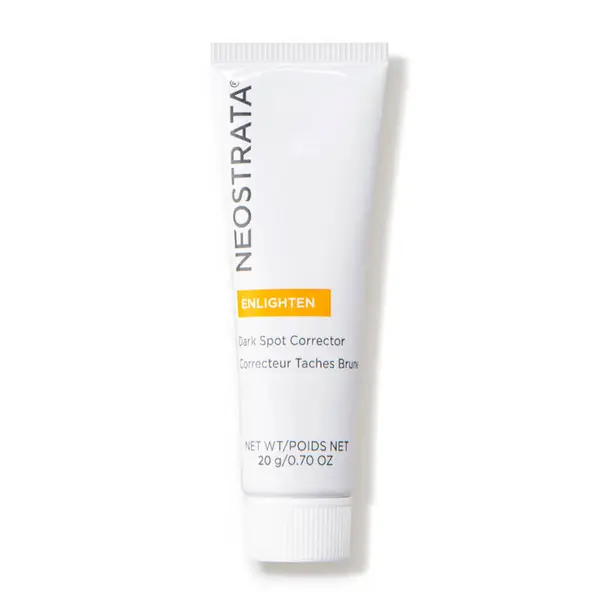 NEOSTRATA®
ENLIGHTEN
Dark Spot Corrector
Correcteur Taches Brune
NET WT/POIDS NET
20 g/0.70 OZ